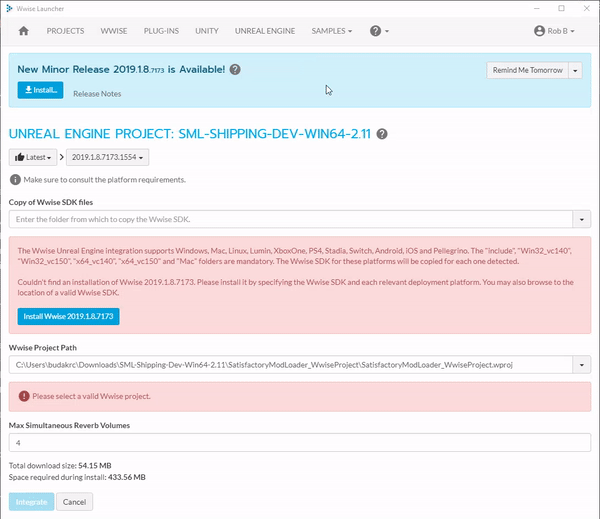 Wwise Launcher
PROJECTS WWISE PLUG-INS UNITY UNREAL ENGINE SAMPLES ? Rob B
New Minor Release 2019.1.8.7173 is Available! ?
Remind Me Tomorrow
Install... Release Notes
UNREAL ENGINE PROJECT: SML-SHIPPING-DEV-WIN64-2.11 ?
Latest > 2019.1.8.7173.1554
Make sure to consult the platform requirements.
Copy of Wwise SDK files
Enter the folder from which to copy the Wwise SDK.
The Wwise Unreal Engine integration supports Windows, Mac, Linux, Lumin, XboxOne, PS4, Stadia, Switch, Android, iOS and Pellegrino. The "include", "Win32_vc140",
"Win32_vc150", "x64_vc140", "x64_vc150" and "Mac" folders are mandatory. The Wwise SDK for these platforms will be copied for each one detected.
Couldn't find an installation of Wwise 2019.1.8.7173. Please install it by specifying the Wwise SDK and each relevant deployment platform. You may also browse to the
location of a valid Wwise SDK.
Install Wwise 2019.1.8.7173
Wwise Project Path
C:\Users\budakrc\Downloads\SML-Shipping-Dev-Win64-2.11\SatisfactoryModLoader_WwiseProject\SatisfactoryModLoader_WwiseProject.wproj
Please select a valid Wwise project.
Max Simultaneous Reverb Volumes
4
Total download size: 54.15 MB
Space required during install: 433.56 MB
Integrate Cancel